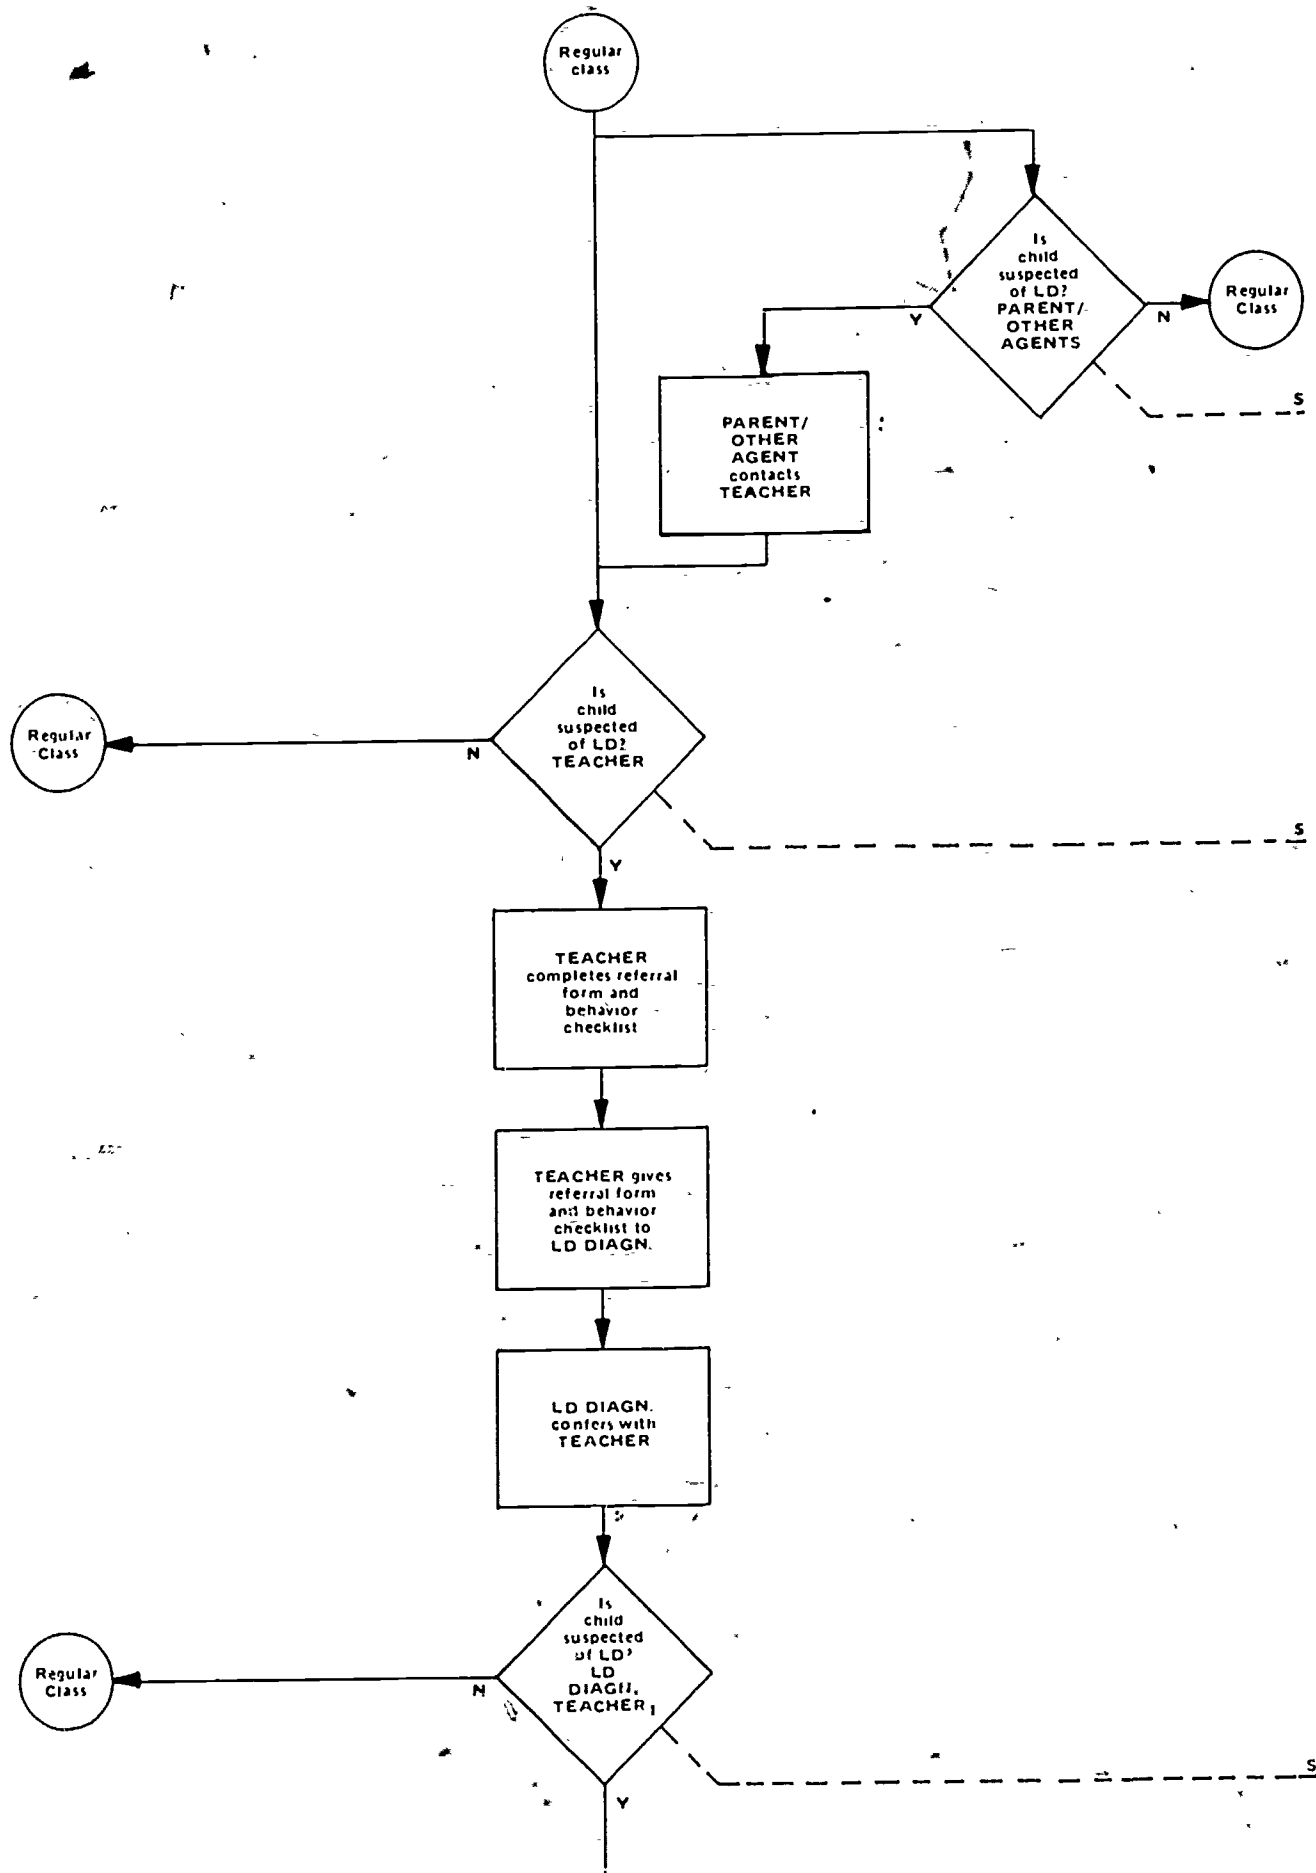 Regular
class
Is
child
suspected
of LD?
PARENT/
OTHER
AGENTS
Y
N
Regular
Class
S
PARENT/
OTHER
AGENT
contacts
TEACHER
Is
child
suspected
of LD?
TEACHER
N
Regular
Class
S
Y
TEACHER
completes referral
form and
behavior
checklist
TEACHER gives
referral form
and behavior
checklist to
LD DIAGN.
LD DIAGN.
confers with
TEACHER
Is
child
suspected
of LD?
LD
DIAGN.
TEACHER
N
Regular
Class
S
Y